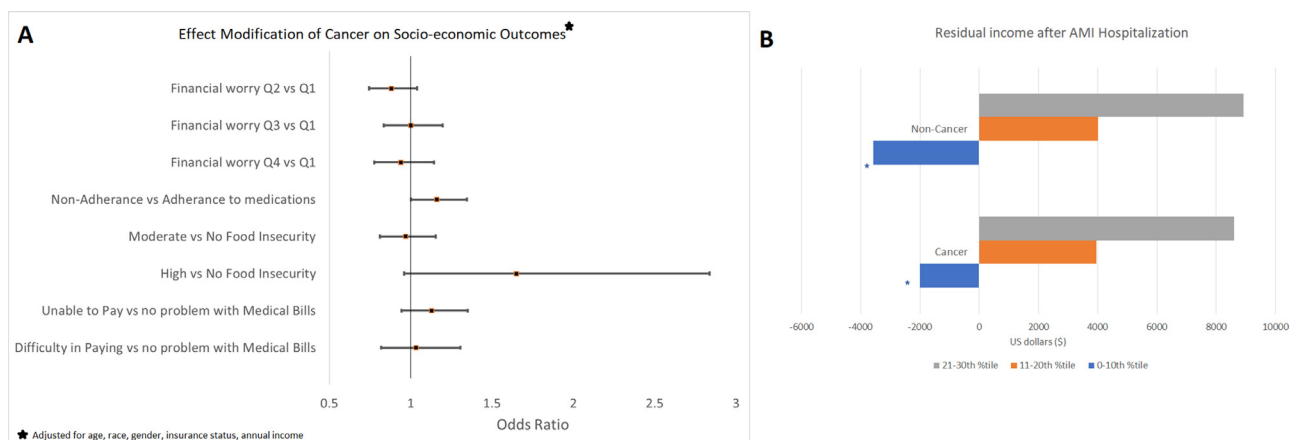 A
Effect Modification of Cancer on Socio-economic Outcomes★
Financial worry Q2 vs Q1
Financial worry Q3 vs Q1
Financial worry Q4 vs Q1
Non-Adherance vs Adherance to medications
Moderate vs No Food Insecurity
High vs No Food Insecurity
Unable to Pay vs no problem with Medical Bills
Difficulty in Paying vs no problem with Medical Bills
0.5 1 1.5 2 2.5 3
Odds Ratio
★ Adjusted for age, race, gender, insurance status, annual income
B
Residual income after AMI Hospitalization
Non-Cancer
*
Cancer
*
-6000 -4000 -2000 0 2000 4000 6000 8000 10000
US dollars ($)
21-30th %tile 11-20th %tile 0-10th %tile